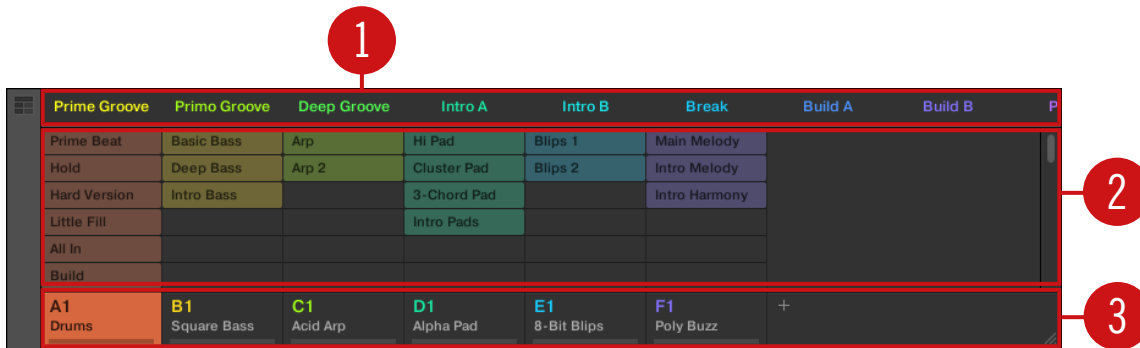 1
Prime Groove Primo Groove Deep Groove Intro A Intro B Break Build A Build B P
Prime Beat Basic Bass Arp Hi Pad Blips 1 Main Melody
Hold Deep Bass Arp 2 Cluster Pad Blips 2 Intro Melody
Hard Version Intro Bass 3-Chord Pad Intro Harmony
2
Little Fill Intro Pads
All In
Build
A1 B1 C1 D1 E1 F1 +
Drums Square Bass Acid Arp Alpha Pad 8-Bit Blips Poly Buzz
3